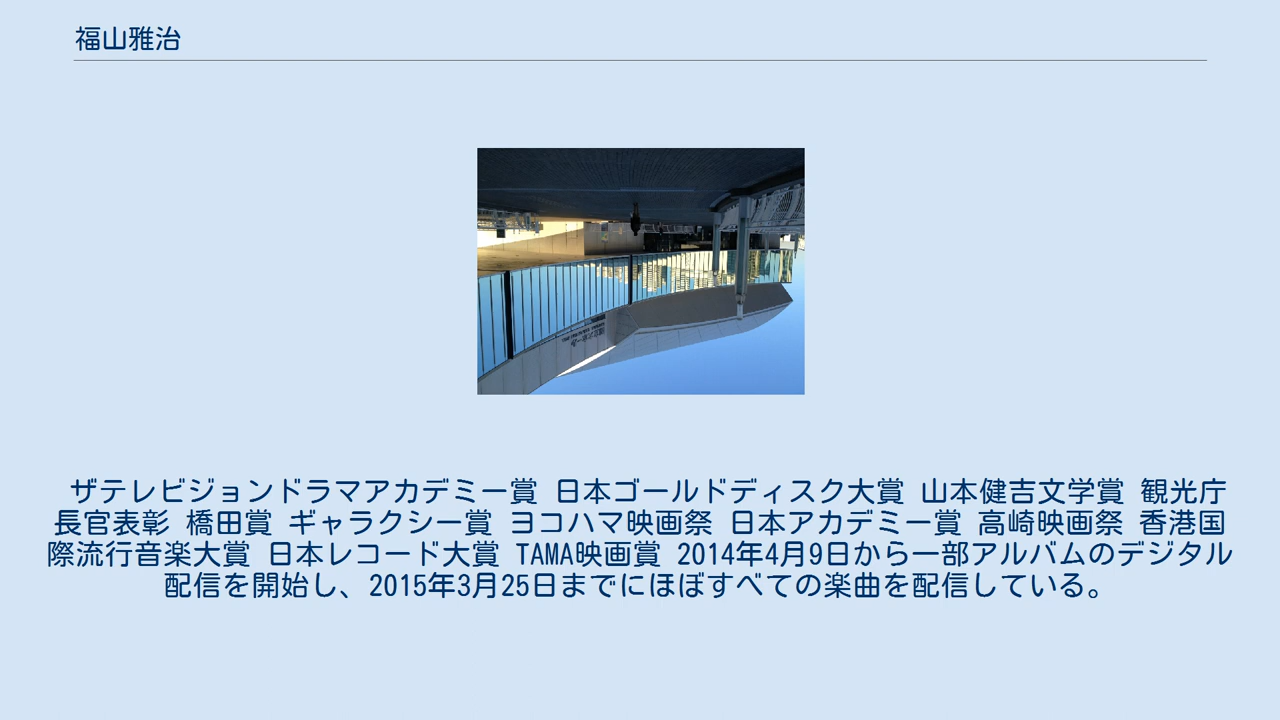 福山雅治
ザテレビジョンドラマアカデミー賞 日本ゴールドディスク大賞 山本健吉文学賞 観光庁
長官表彰 橋田賞 ギャラクシー賞 ヨコハマ映画祭 日本アカデミー賞 高崎映画祭 香港国
際流行音楽大賞 日本レコード大賞 TAMA映画賞 2014年4月9日から一部アルバムのデジタル
配信を開始し、2015年3月25日までにほぼすべての楽曲を配信している。